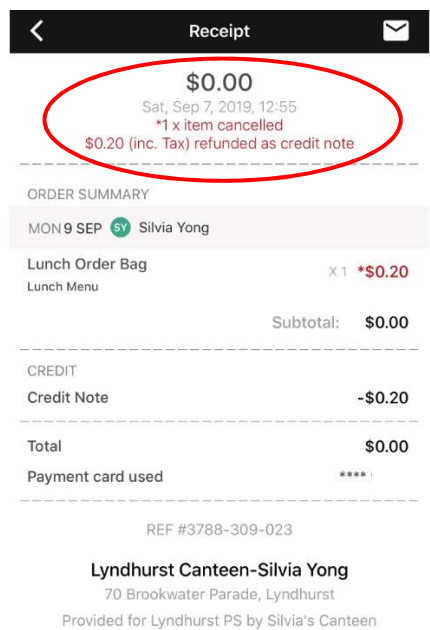 Receipt
$0.00
Sat, Sep 7, 2019, 12:55
*1 x item cancelled
$0.20 (inc. Tax) refunded as credit note
ORDER SUMMARY
MON 9 SEP SY Silvia Yong
Lunch Order Bag X 1 *$0.20
Lunch Menu
Subtotal: $0.00
CREDIT
Credit Note -$0.20
Total $0.00
Payment card used ****
REF #3788-309-023
Lyndhurst Canteen-Silvia Yong
70 Brookwater Parade, Lyndhurst
Provided for Lyndhurst PS by Silvia's Canteen